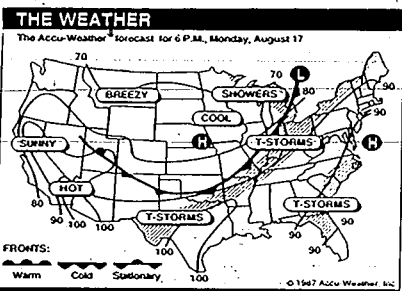 THE WEATHER
The Accu-Weather forecast for 6 P.M., Monday, August 17
70
70
L
BREEZY
SHOWERS
80
90
COOL
90
SUNNY
H
T-STORMS
H
HOT
80
90
100
100
T-STORMS
T-STORMS
90
100
90
90
100
FRONTS:
Warm Cold Stationary
© 1987 Accu-Weather, Inc